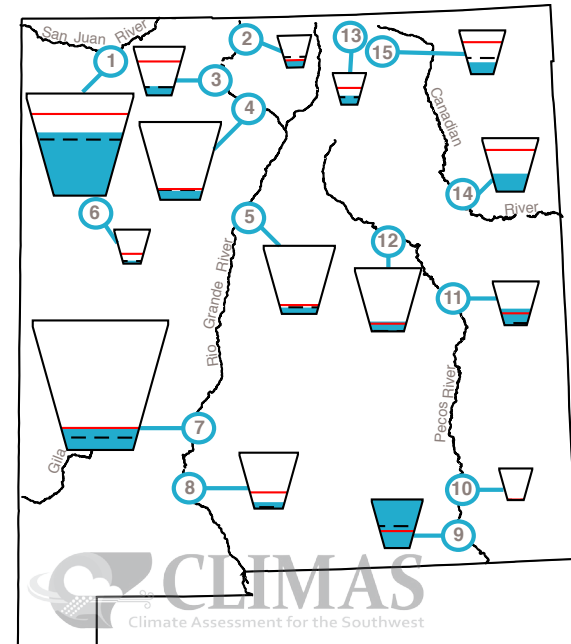 San Juan River
1
2
13
15
3
4
Canadian
14
River
6
5
12
Rio Grande River
11
Pecos River
7
Gila
8
10
9
CLIMAS
Climate Assessment for the Southwest